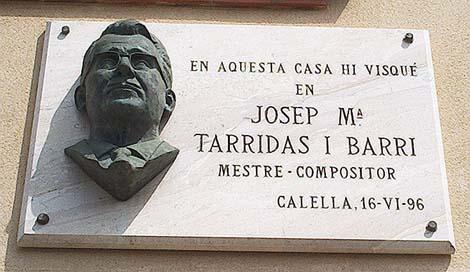 EN AQUESTA CASA HI VISQUÉ
EN
JOSEP Mª
TARRIDAS I BARRI
MESTRE-COMPOSITOR
CALELLA, 16-VI-96